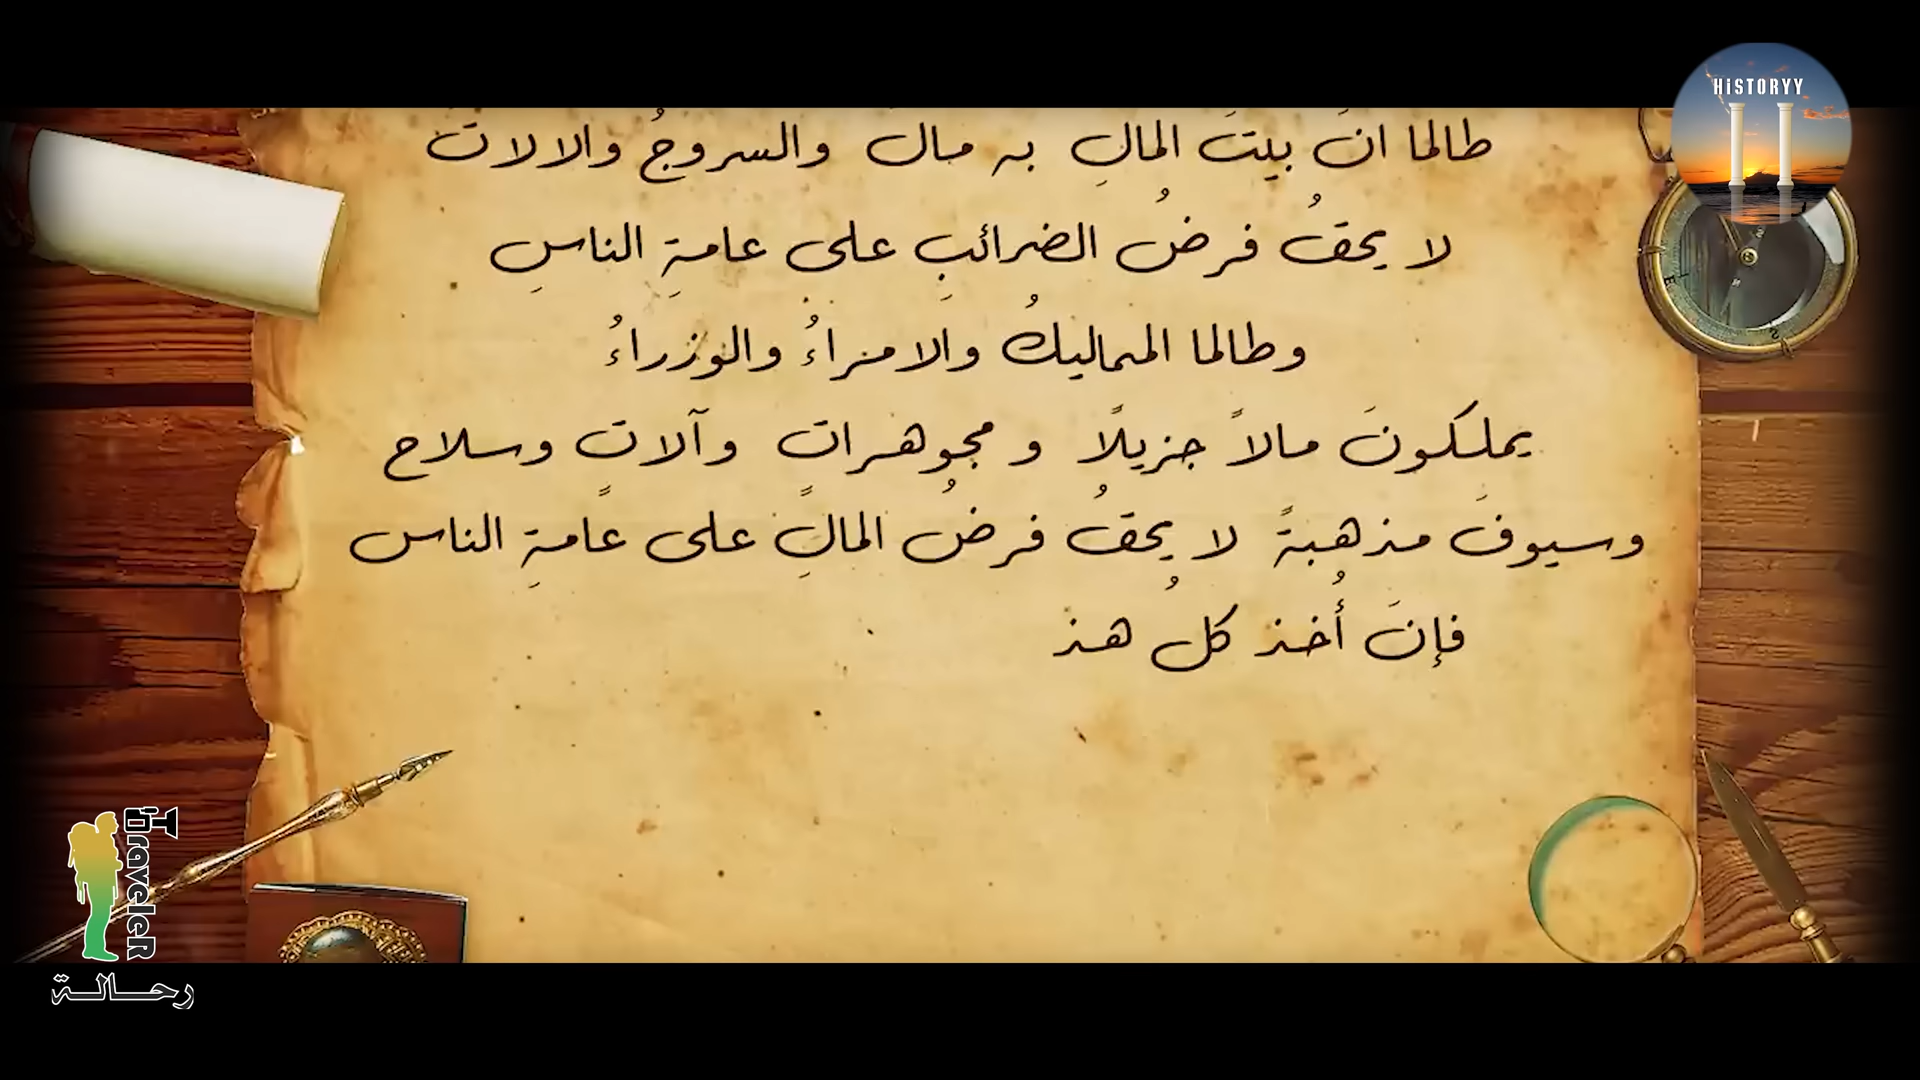 HiSTORYY
طالما انَ بيتَ المالِ به مال والسروجُ والالات
لا يحقُ فرضُ الضرائبِ على عامةِ الناسِ
وطالما المماليكُ والامراءُ والوزراءُ
يملكونَ مالاً جزيلًا و مجوهراتٍ وآلاتٍ وسلاح
وسيوفَ مذهبةً لا يحقُ فرضُ المالِ على عامةِ الناس
فإنَ أُخذ كلُ هذ
TraveleR
رحالة